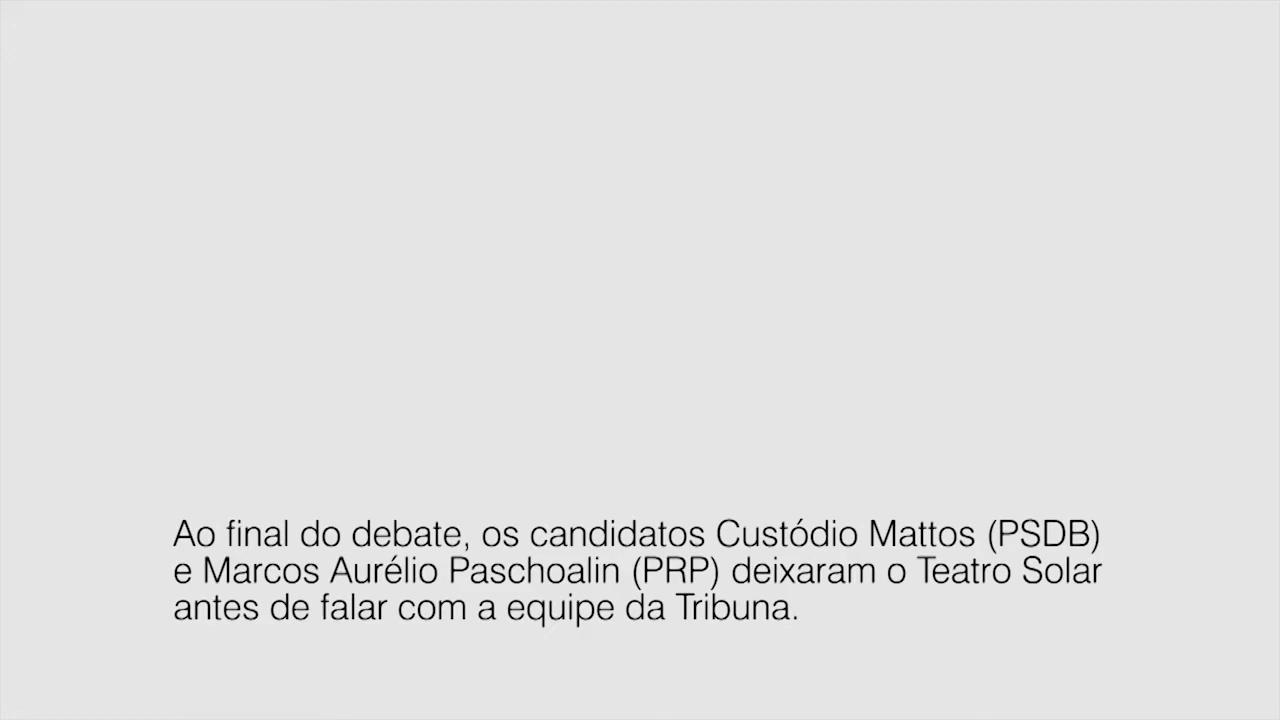 Ao final do debate, os candidatos Custódio Mattos (PSDB)
e Marcos Aurélio Paschoalin (PRP) deixaram o Teatro Solar
antes de falar com a equipe da Tribuna.